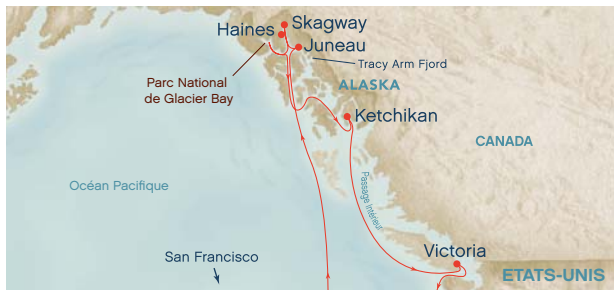 Skagway
Haines
Juneau
Tracy Arm Fjord
Parc National
de Glacier Bay
ALASKA
Ketchikan
CANADA
Océan Pacifique
Passage Intérieur
Victoria
San Francisco
ETATS-UNIS